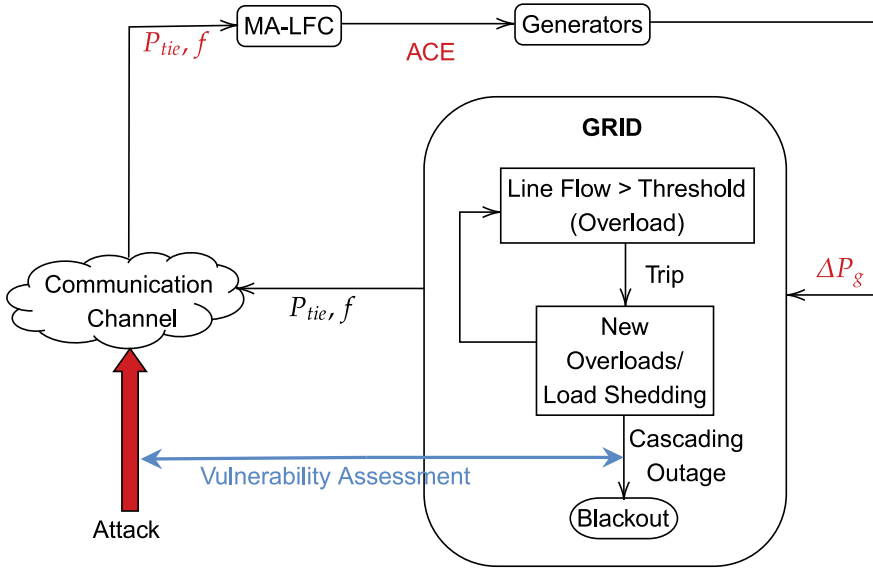 MA-LFC
Generators
P_tie, f
ACE
GRID
Line Flow > Threshold
(Overload)
Trip
ΔP_g
Communication
Channel
P_tie, f
New
Overloads/
Load Shedding
Cascading
Outage
Vulnerability Assessment
Blackout
Attack